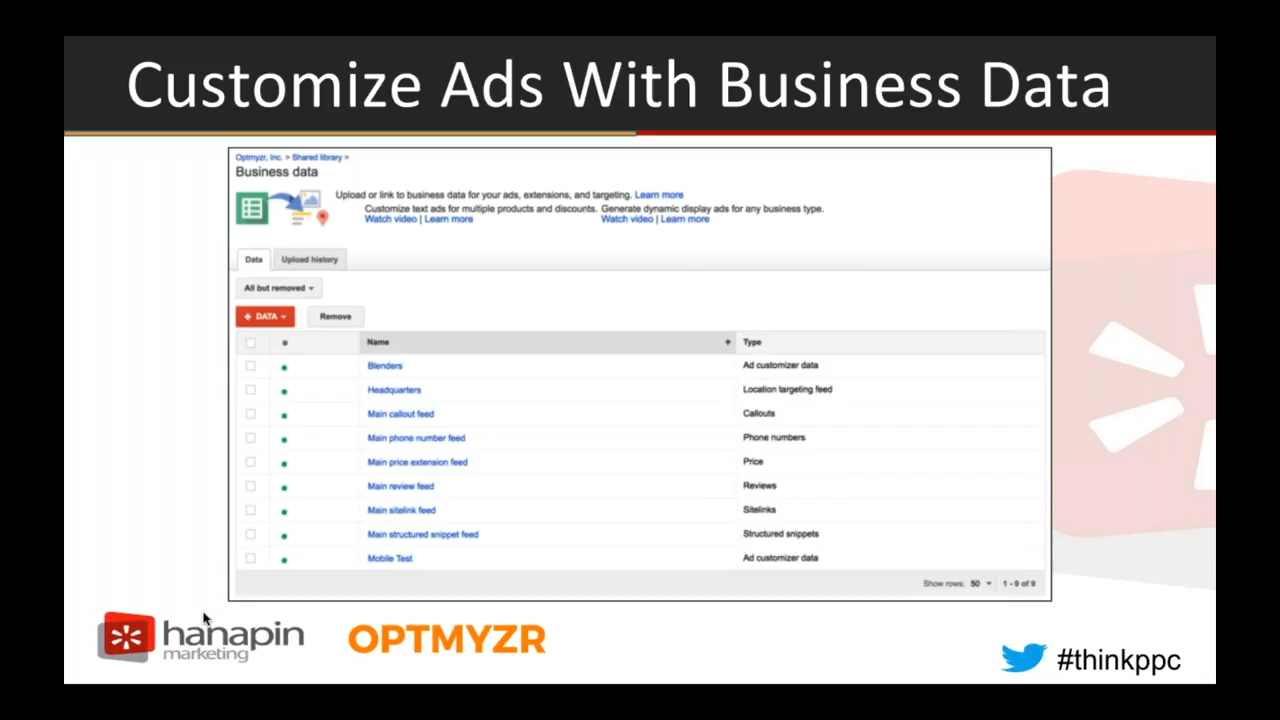 Customize Ads With Business Data
Optmyzr, Inc. > Shared library >
Business data
Upload or link to business data for your ads, extensions, and targeting. Learn more
Customize text ads for multiple products and discounts. Generate dynamic display ads for any business type.
Watch video | Learn more Watch video | Learn more
Data Upload history
All but removed
+ DATA Remove
Name Type
Blenders Ad customizer data
Headquarters Location targeting feed
Main callout feed Callouts
Main phone number feed Phone numbers
Main price extension feed Price
Main review feed Reviews
Main sitelink feed Sitelinks
Main structured snippet feed Structured snippets
Mobile Test Ad customizer data
Show rows: 50 1 - 9 of 9
hanapin
marketing
OPTMYZR
#thinkppc